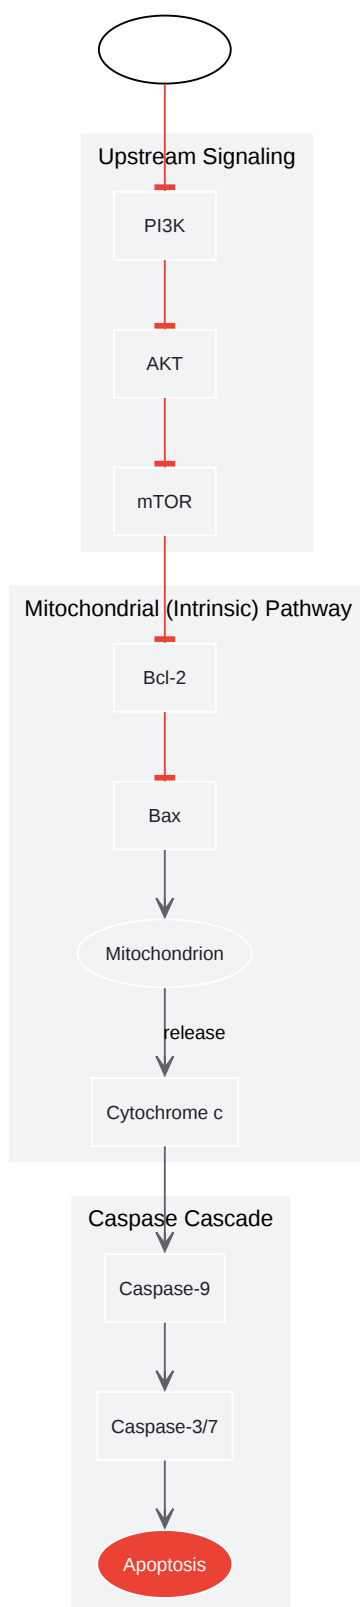 Upstream Signaling
PI3K
AKT
mTOR
Mitochondrial (Intrinsic) Pathway
Bcl-2
Bax
Mitochondrion
release
Cytochrome c
Caspase Cascade
Caspase-9
Caspase-3/7
Apoptosis